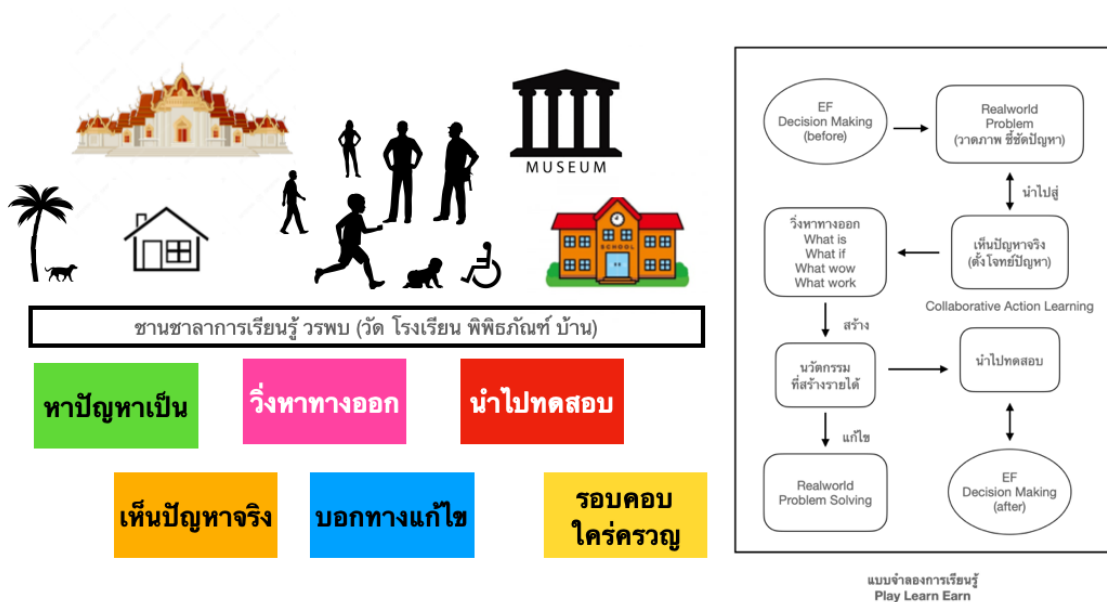 MUSEUM
SCHOOL
ชานชาลาการเรียนรู้ วรพบ (วัด โรงเรียน พิพิธภัณฑ์ บ้าน)
หาปัญหาเป็น
วิ่งหาทางออก
นำไปทดสอบ
เห็นปัญหาจริง
บอกทางแก้ไข
รอบคอบ
ใคร่ครวญ
EF
Decision Making
(before)
Realworld
Problem
(วาดภาพ ชี้ชัดปัญหา)
นำไปสู่
วิ่งหาทางออก
What is
What if
What wow
What work
เห็นปัญหาจริง
(ตั้งโจทย์ปัญหา)
Collaborative Action Learning
สร้าง
นวัตกรรม
ที่สร้างรายได้
นำไปทดสอบ
แก้ไข
Realworld
Problem Solving
EF
Decision Making
(after)
แบบจำลองการเรียนรู้
Play Learn Earn